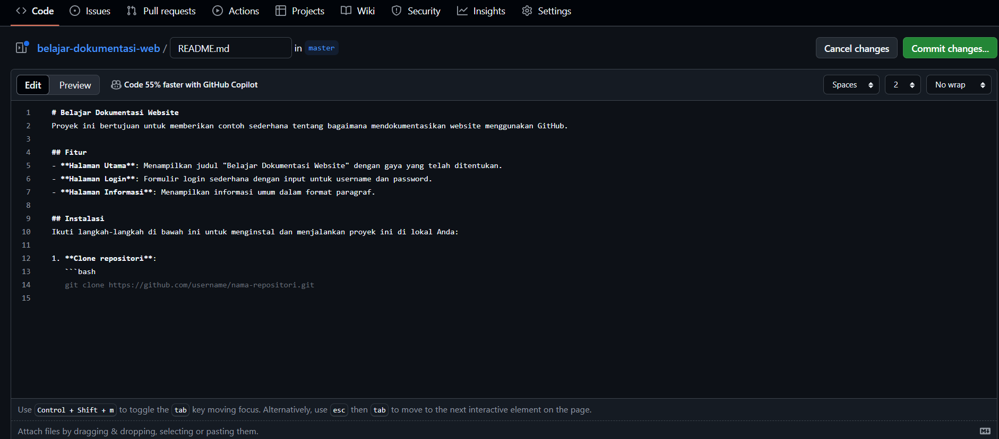 Code Issues Pull requests Actions Projects Wiki Security Insights Settings
belajar-dokumentasi-web / README.md in master Cancel changes Commit changes...
Edit Preview Code 55% faster with GitHub Copilot Spaces 2 No wrap
1 # Belajar Dokumentasi Website
2 Proyek ini bertujuan untuk memberikan contoh sederhana tentang bagaimana mendokumentasikan website menggunakan GitHub.
3
4 ## Fitur
5 - **Halaman Utama**: Menampilkan judul "Belajar Dokumentasi Website" dengan gaya yang telah ditentukan.
6 - **Halaman Login**: Formulir login sederhana dengan input untuk username dan password.
7 - **Halaman Informasi**: Menampilkan informasi umum dalam format paragraf.
8
9 ## Instalasi
10 Ikuti langkah-langkah di bawah ini untuk menginstal dan menjalankan proyek ini di lokal Anda:
11
12 1. **Clone repositori**:
13 ```bash
14 git clone https://github.com/username/nama-repositori.git
15
Use Control + Shift + m to toggle the tab key moving focus. Alternatively, use esc then tab to move to the next interactive element on the page.
Attach files by dragging & dropping, selecting or pasting them.